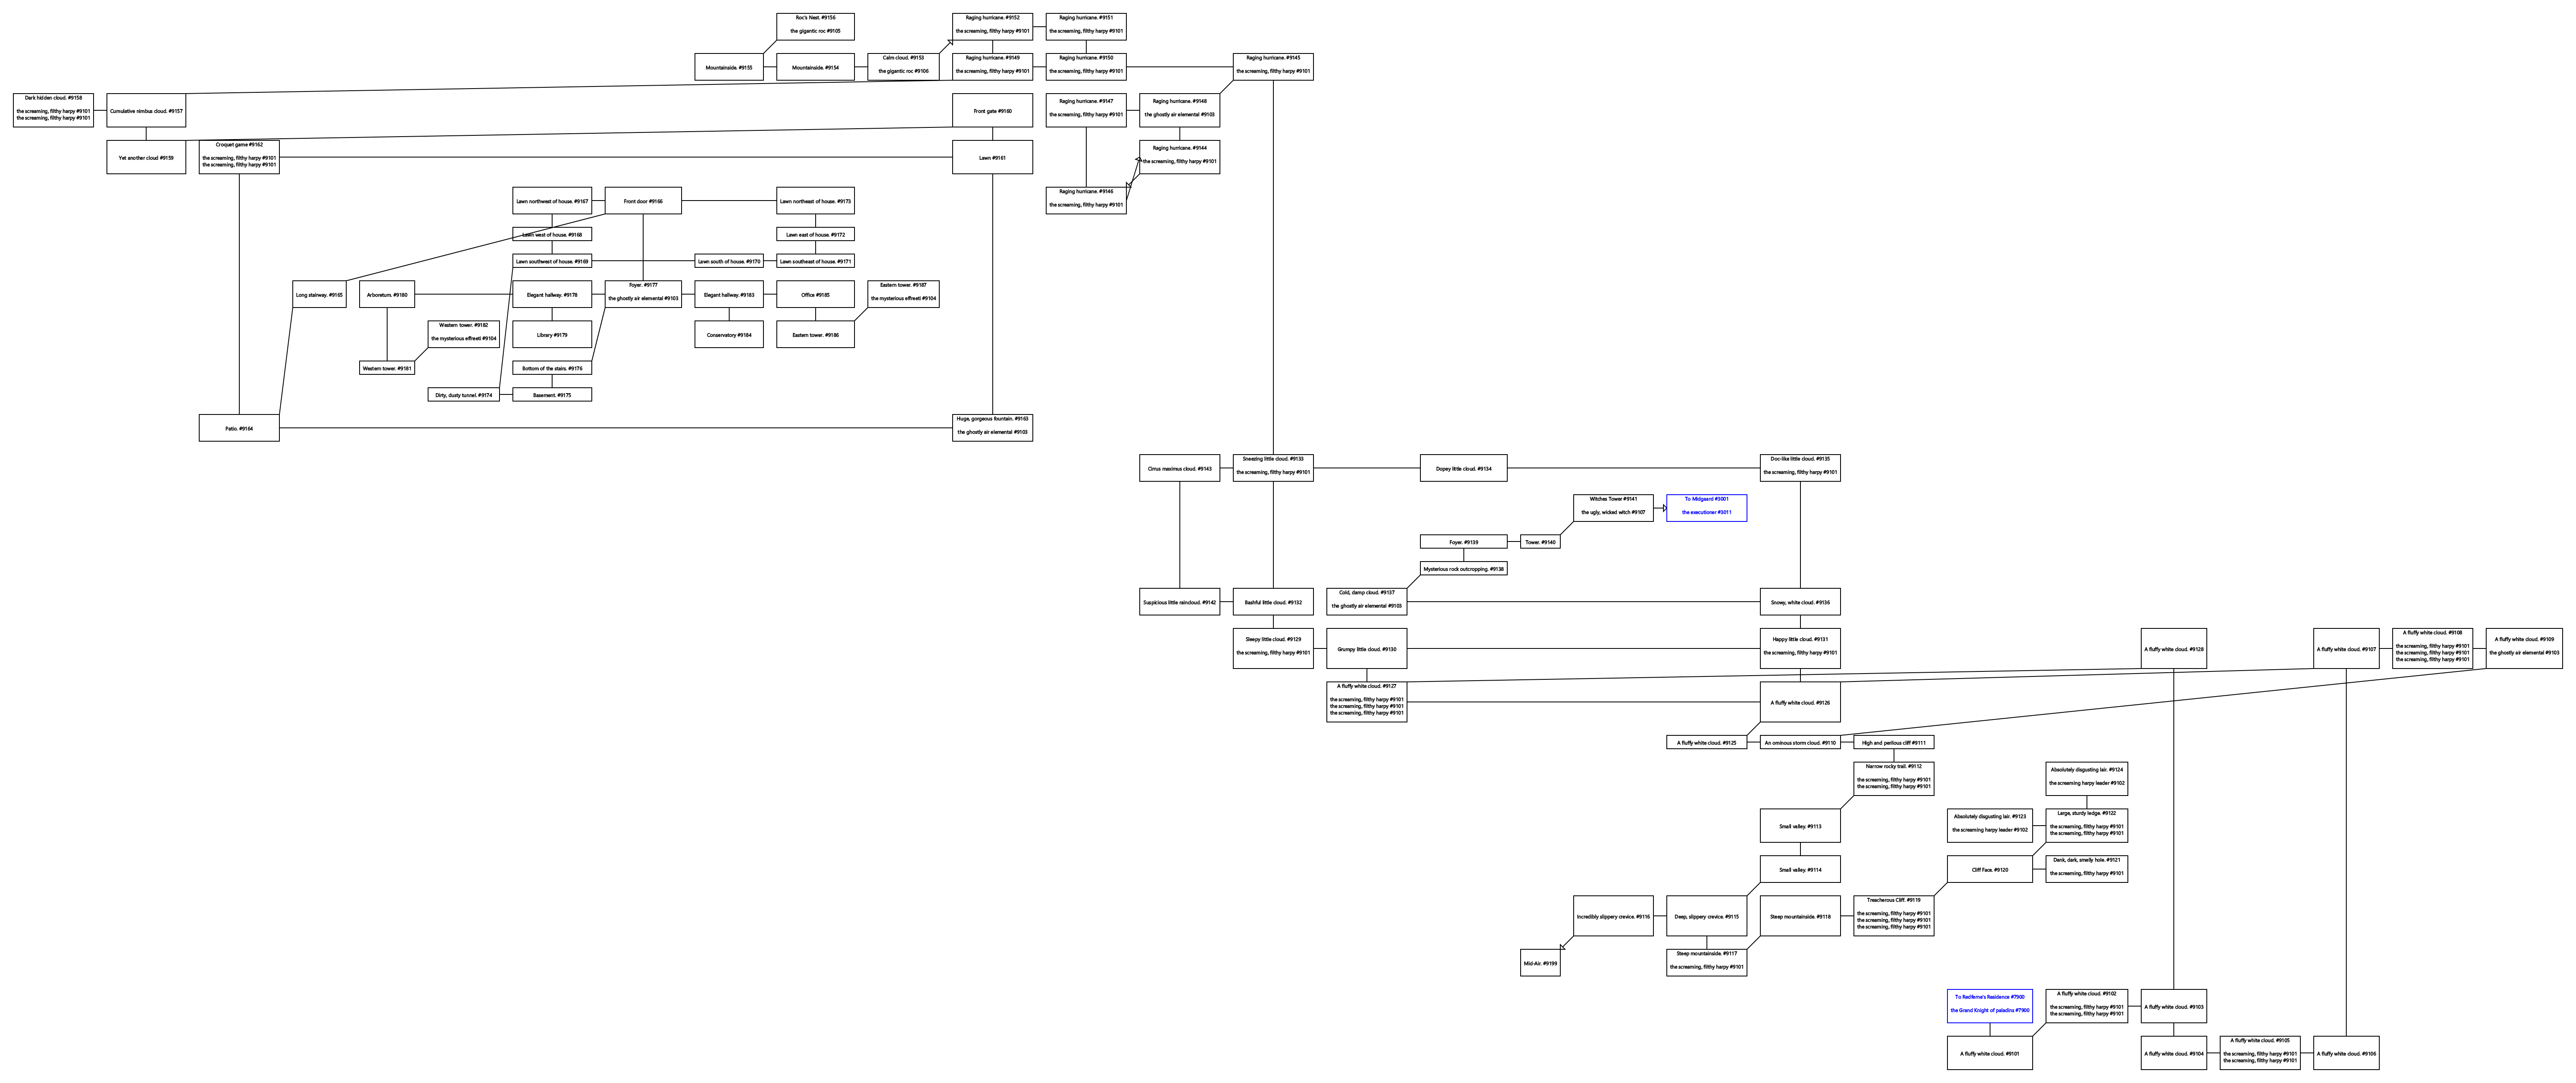 Roc's Nest. #9156
the gigantic roc #9105
Raging hurricane. #9152
the screaming, filthy harpy #9101
Raging hurricane. #9151
the screaming, filthy harpy #9101
Mountainside. #9155
Mountainside. #9154
Calm cloud. #9153
the gigantic roc #9106
Raging hurricane. #9149
the screaming, filthy harpy #9101
Raging hurricane. #9150
the screaming, filthy harpy #9101
Raging hurricane. #9145
the screaming, filthy harpy #9101
Dark hidden cloud. #9158
the screaming, filthy harpy #9101
the screaming, filthy harpy #9101
Cumulative nimbus cloud. #9157
Front gate #9160
Raging hurricane. #9147
the screaming, filthy harpy #9101
Raging hurricane. #9148
the ghostly air elemental #9103
Yet another cloud #9159
Croquet game #9162
the screaming, filthy harpy #9101
the screaming, filthy harpy #9101
Lawn #9161
Raging hurricane. #9144
the screaming, filthy harpy #9101
Lawn northwest of house. #9167
Front door #9166
Lawn northeast of house. #9173
Raging hurricane. #9146
the screaming, filthy harpy #9101
Lawn west of house. #9168
Lawn east of house. #9172
Lawn southwest of house. #9169
Lawn south of house. #9170
Lawn southeast of house. #9171
Long stairway. #9165
Arboretum. #9180
Elegant hallway. #9178
Foyer. #9177
the ghostly air elemental #9103
Elegant hallway. #9183
Office #9185
Eastern tower. #9187
the mysterious effreeti #9104
Western tower. #9182
the mysterious effreeti #9104
Library #9179
Conservatory #9184
Eastern tower. #9186
Western tower. #9181
Bottom of the stairs. #9176
Dirty, dusty tunnel. #9174
Basement. #9175
Patio. #9164
Huge, gorgeous fountain. #9163
the ghostly air elemental #9103
Cirrus maximus cloud. #9143
Sneezing little cloud. #9133
the screaming, filthy harpy #9101
Dopey little cloud. #9134
Doc-like little cloud. #9135
the screaming, filthy harpy #9101
Witches Tower #9141
the ugly, wicked witch #9107
To Midgaard #3001
the executioner #3011
Foyer. #9139
Tower. #9140
Mysterious rock outcropping. #9138
Suspicious little raincloud. #9142
Bashful little cloud. #9132
Cold, damp cloud. #9137
the ghostly air elemental #9103
Snowy, white cloud. #9136
Sleepy little cloud. #9129
the screaming, filthy harpy #9101
Grumpy little cloud. #9130
Happy little cloud. #9131
the screaming, filthy harpy #9101
A fluffy white cloud. #9128
A fluffy white cloud. #9107
A fluffy white cloud. #9108
the screaming, filthy harpy #9101
the screaming, filthy harpy #9101
the screaming, filthy harpy #9101
A fluffy white cloud. #9109
the ghostly air elemental #9103
A fluffy white cloud. #9127
the screaming, filthy harpy #9101
the screaming, filthy harpy #9101
the screaming, filthy harpy #9101
A fluffy white cloud. #9126
A fluffy white cloud. #9125
An ominous storm cloud. #9110
High and perilious cliff #9111
Narrow rocky trail. #9112
the screaming, filthy harpy #9101
the screaming, filthy harpy #9101
Absolutely disgusting lair. #9124
the screaming harpy leader #9102
Small valley. #9113
Absolutely disgusting lair. #9123
the screaming harpy leader #9102
Large, sturdy ledge. #9122
the screaming, filthy harpy #9101
the screaming, filthy harpy #9101
Small valley. #9114
Cliff Face. #9120
Dank, dark, smelly hole. #9121
the screaming, filthy harpy #9101
Incredibly slippery crevice. #9116
Deep, slippery crevice. #9115
Steep mountainside. #9118
Treacherous Cliff. #9119
the screaming, filthy harpy #9101
the screaming, filthy harpy #9101
the screaming, filthy harpy #9101
Mid-Air. #9199
Steep mountainside. #9117
the screaming, filthy harpy #9101
To Redferne's Residence #7900
the Grand Knight of paladins #7900
A fluffy white cloud. #9102
the screaming, filthy harpy #9101
the screaming, filthy harpy #9101
A fluffy white cloud. #9103
A fluffy white cloud. #9101
A fluffy white cloud. #9104
A fluffy white cloud. #9105
the screaming, filthy harpy #9101
the screaming, filthy harpy #9101
A fluffy white cloud. #9106